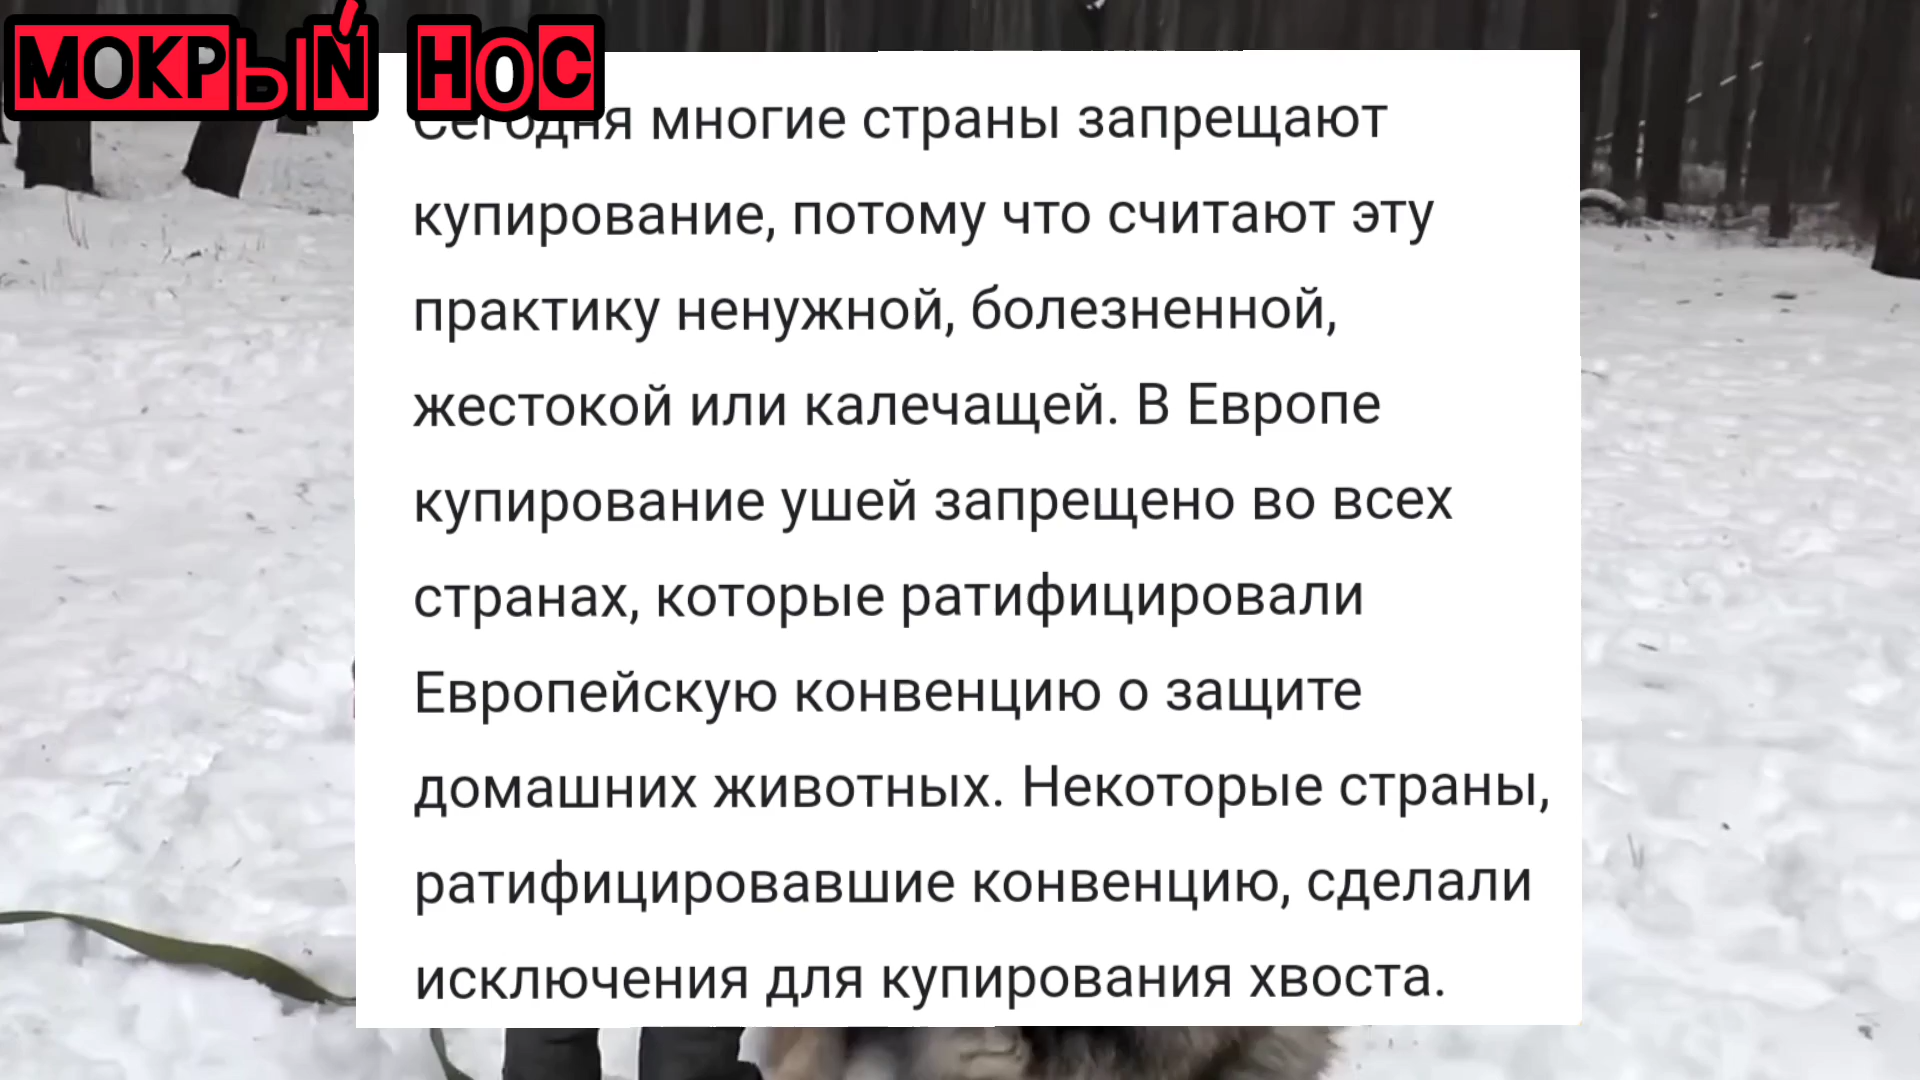 МОКРЫЙ НОС
Сегодня многие страны запрещают
купирование, потому что считают эту
практику ненужной, болезненной,
жестокой или калечащей. В Европе
купирование ушей запрещено во всех
странах, которые ратифицировали
Европейскую конвенцию о защите
домашних животных. Некоторые страны,
ратифицировавшие конвенцию, сделали
исключения для купирования хвоста.